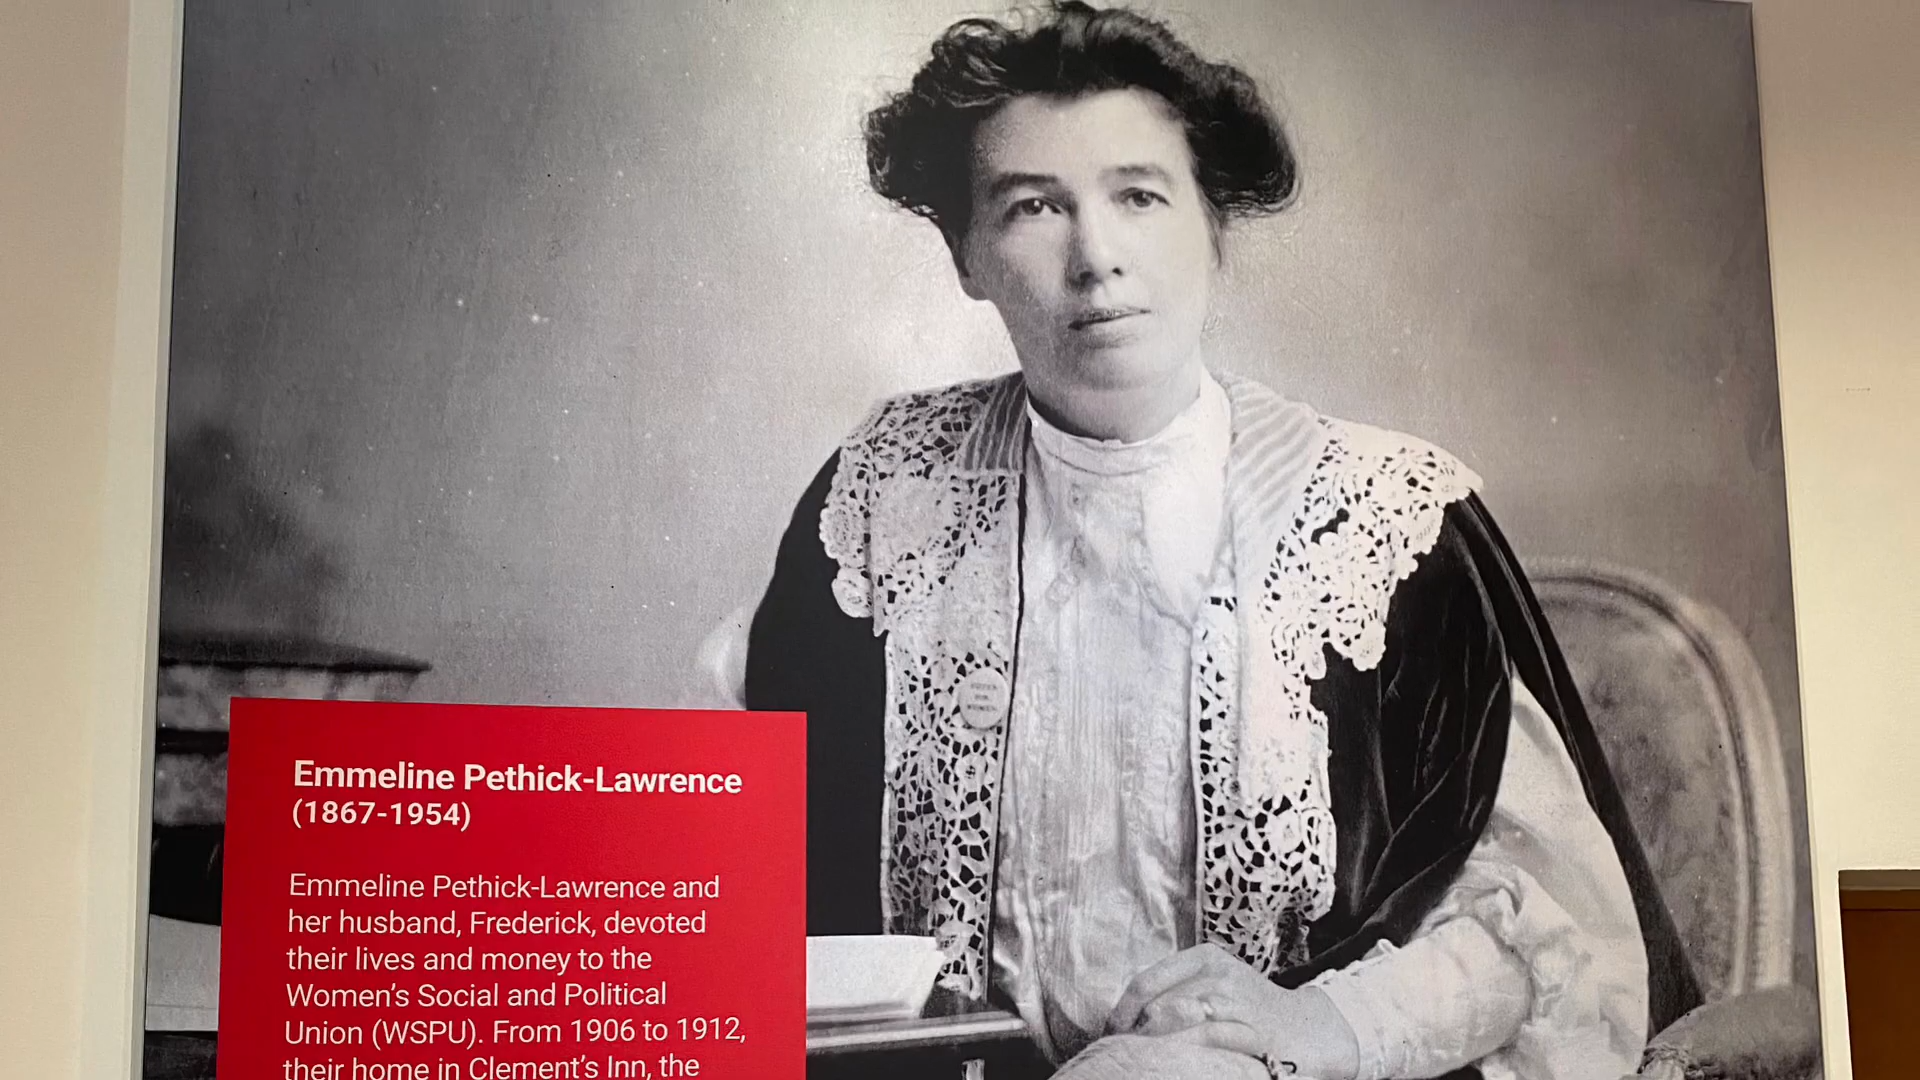 Emmeline Pethick-Lawrence
(1867-1954)
Emmeline Pethick-Lawrence and
her husband, Frederick, devoted
their lives and money to the
Women's Social and Political
Union (WSPU). From 1906 to 1912,
their home in Clement's Inn, the